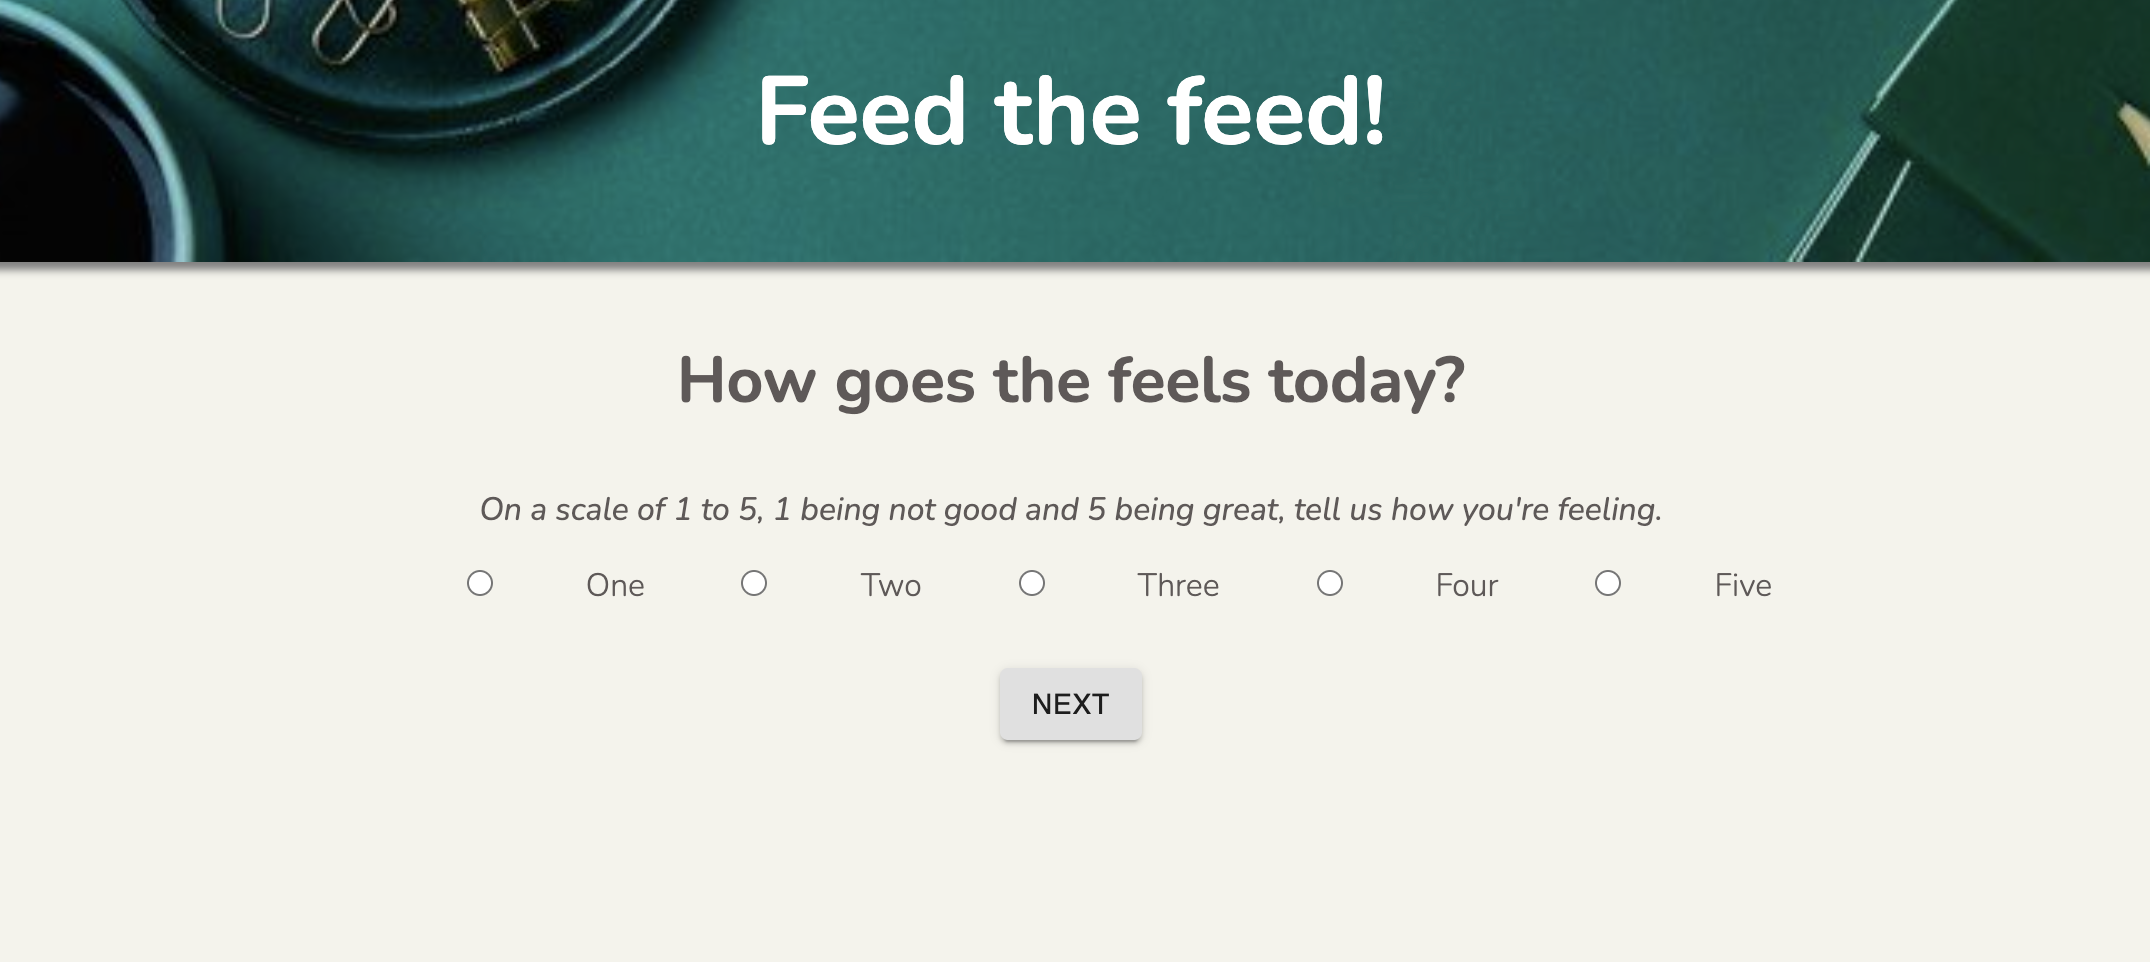 Feed the feed!
How goes the feels today?
On a scale of 1 to 5, 1 being not good and 5 being great, tell us how you're feeling.
One Two Three Four Five
NEXT